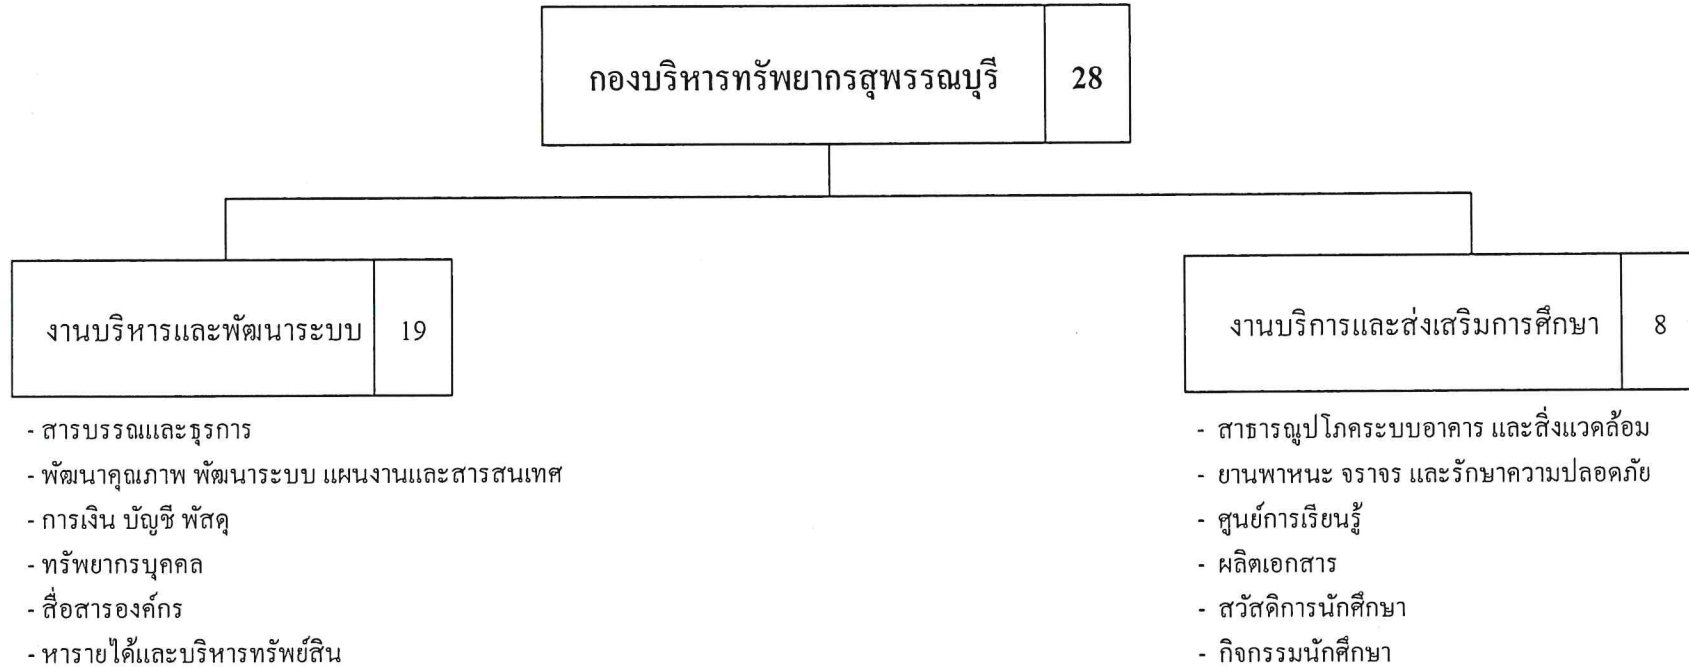 กองบริหารทรัพยากรสุพรรณบุรี 28
งานบริหารและพัฒนาระบบ 19
- สารบรรณและธุรการ
- พัฒนาคุณภาพ พัฒนาระบบ แผนงานและสารสนเทศ
- การเงิน บัญชี พัสดุ
- ทรัพยากรบุคคล
- สื่อสารองค์กร
- หารายได้และบริหารทรัพย์สิน
งานบริการและส่งเสริมการศึกษา 8
- สาธารณูปโภคระบบอาคาร และสิ่งแวดล้อม
- ยานพาหนะ จราจร และรักษาความปลอดภัย
- ศูนย์การเรียนรู้
- ผลิตเอกสาร
- สวัสดิการนักศึกษา
- กิจกรรมนักศึกษา